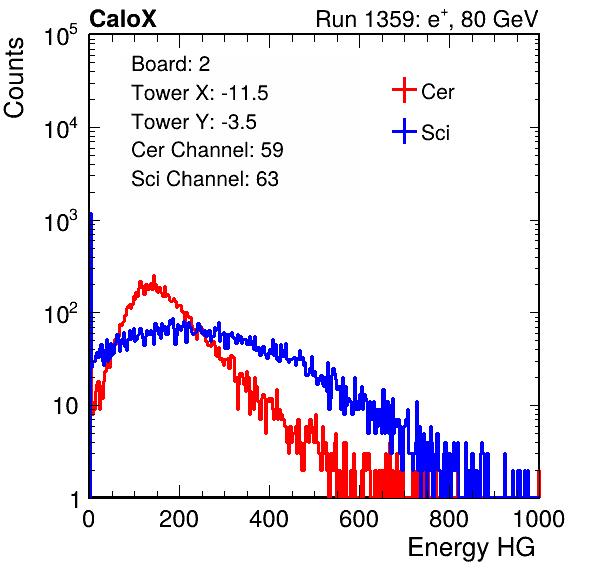 CaloX Run 1359: e⁺, 80 GeV
Counts
Board: 2
Tower X: -11.5
Tower Y: -3.5
Cer Channel: 59
Sci Channel: 63
Cer
Sci
10⁵
10⁴
10³
10²
10
1
0 200 400 600 800 1000
Energy HG